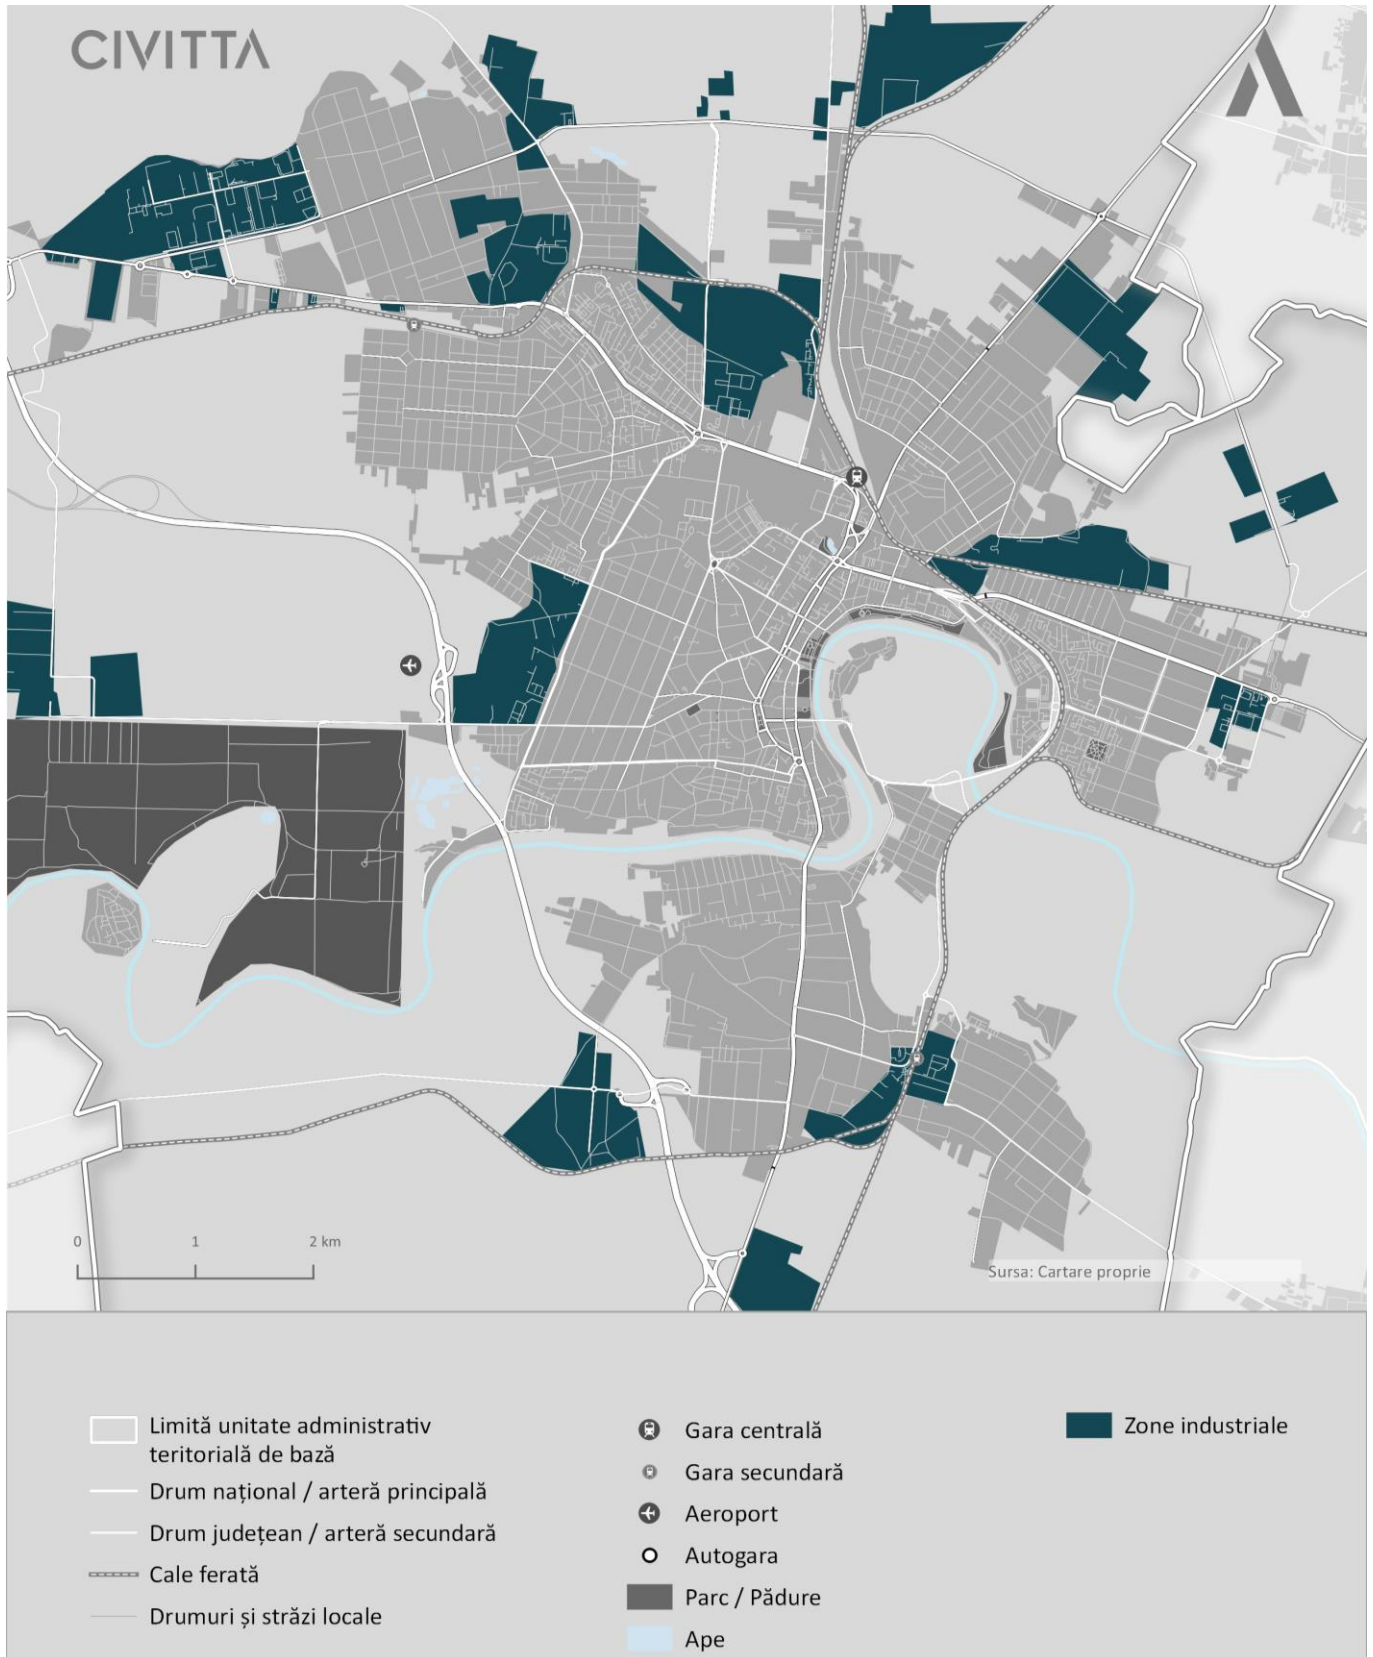 CIVITTA
0 1 2 km
Sursa: Cartare proprie
Limită unitate administrativ
teritorială de bază
Drum național / arteră principală
Drum județean / arteră secundară
Cale ferată
Drumuri și străzi locale
Gara centrală
Gara secundară
Aeroport
Autogara
Parc / Pădure
Ape
Zone industriale